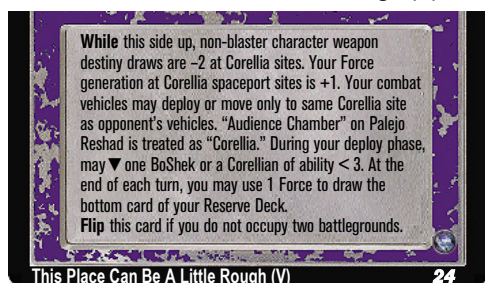 While this side up, non-blaster character weapon
destiny draws are –2 at Corellia sites. Your Force
generation at Corellia spaceport sites is +1. Your combat
vehicles may deploy or move only to same Corellia site
as opponent's vehicles. “Audience Chamber” on Palejo
Reshad is treated as “Corellia.” During your deploy phase,
may ▼ one BoShek or a Corellian of ability < 3. At the
end of each turn, you may use 1 Force to draw the
bottom card of your Reserve Deck.
Flip this card if you do not occupy two battlegrounds.
This Place Can Be A Little Rough (V) 24